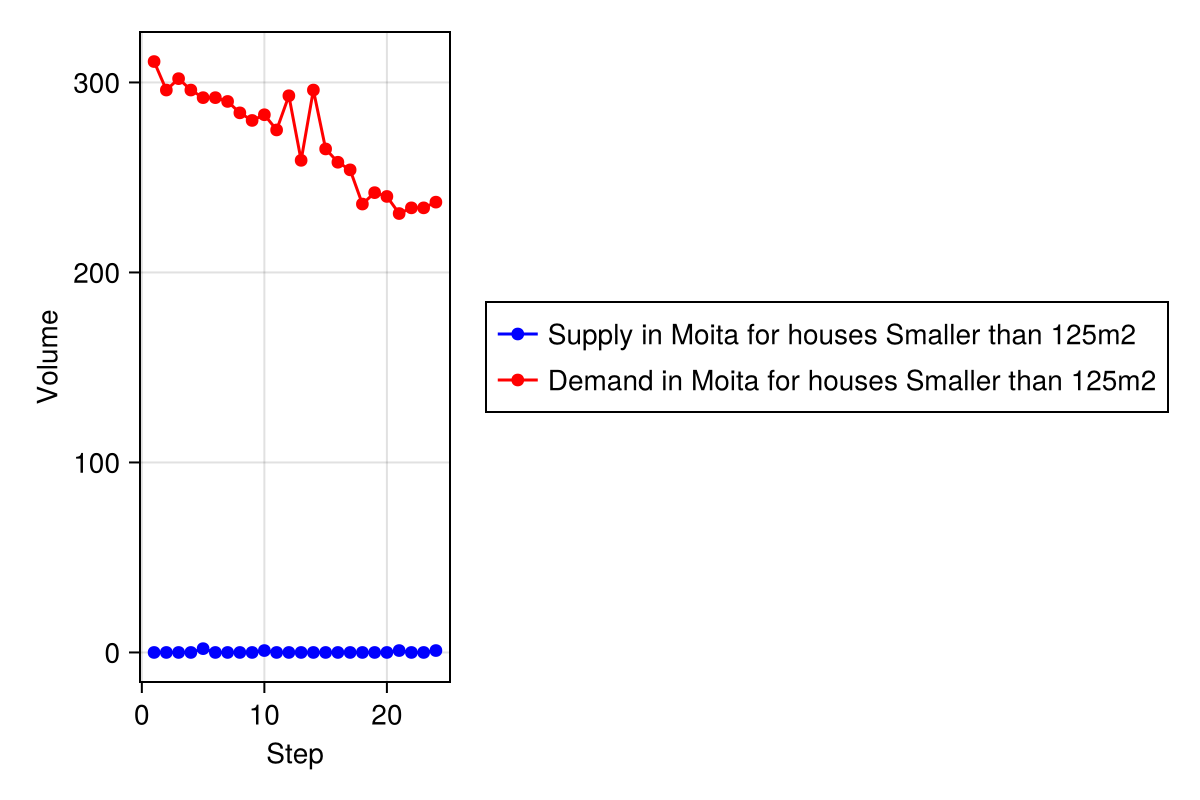 Volume
300
200
100
0
0
10
20
Step
Supply in Moita for houses Smaller than 125m2
Demand in Moita for houses Smaller than 125m2